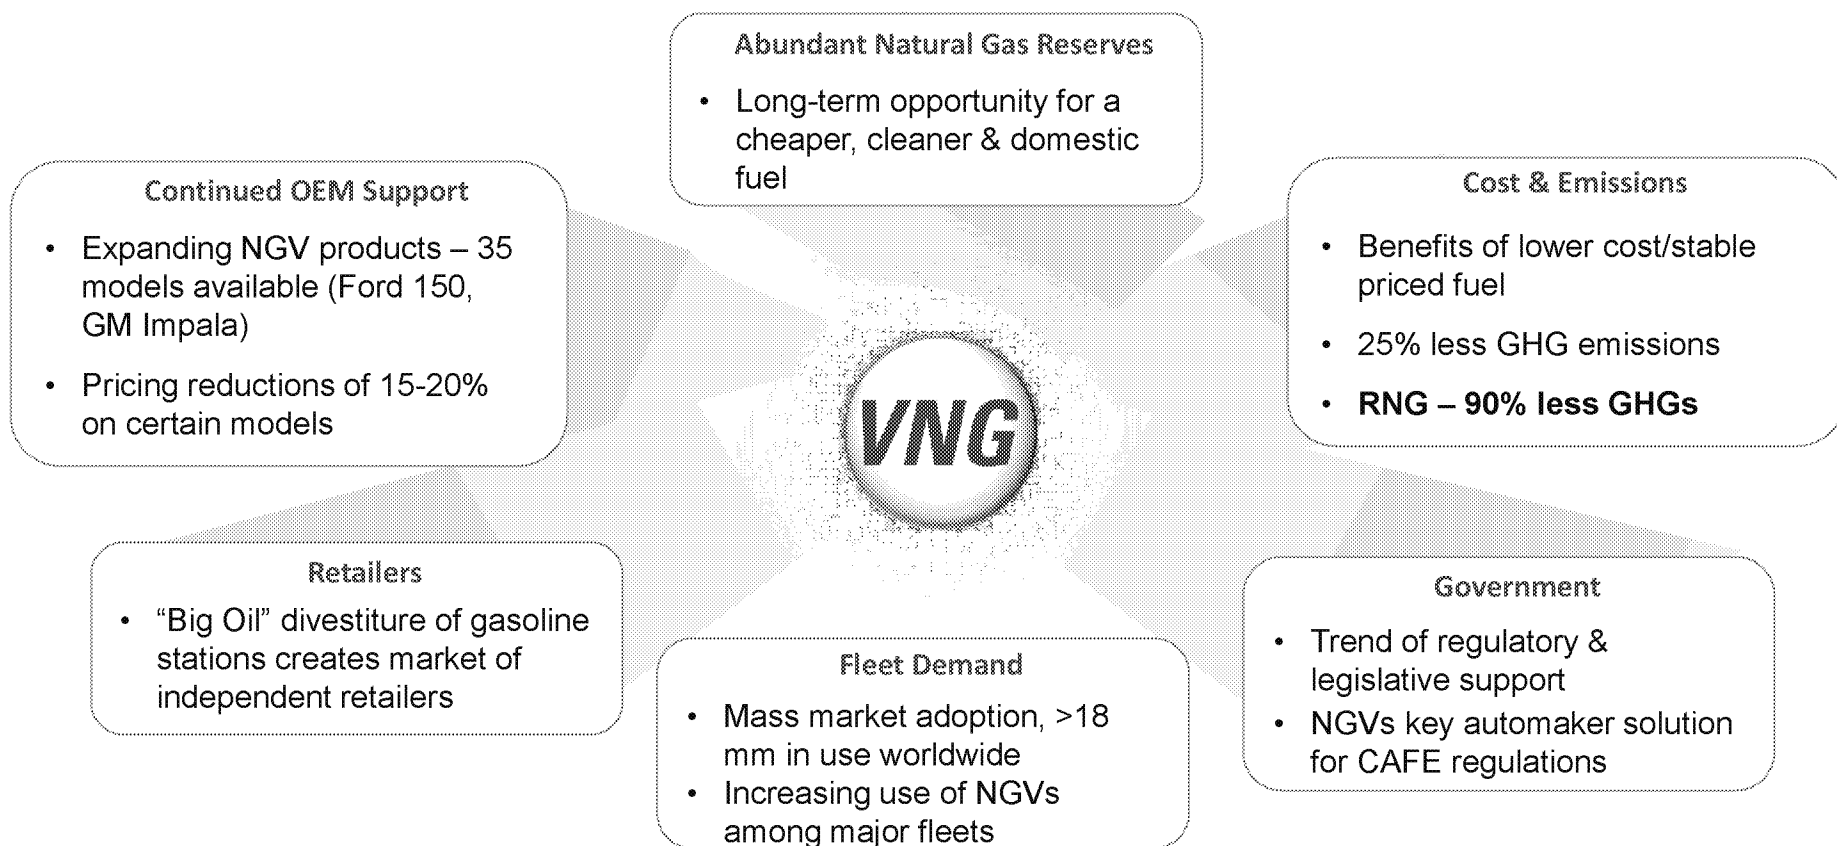 Abundant Natural Gas Reserves
• Long-term opportunity for a
cheaper, cleaner & domestic
fuel
Continued OEM Support
• Expanding NGV products – 35
models available (Ford 150,
GM Impala)
• Pricing reductions of 15-20%
on certain models
Cost & Emissions
• Benefits of lower cost/stable
priced fuel
• 25% less GHG emissions
• RNG – 90% less GHGs
VNG
Retailers
• “Big Oil” divestiture of gasoline
stations creates market of
independent retailers
Fleet Demand
• Mass market adoption, >18
mm in use worldwide
• Increasing use of NGVs
among major fleets
Government
• Trend of regulatory &
legislative support
• NGVs key automaker solution
for CAFE regulations